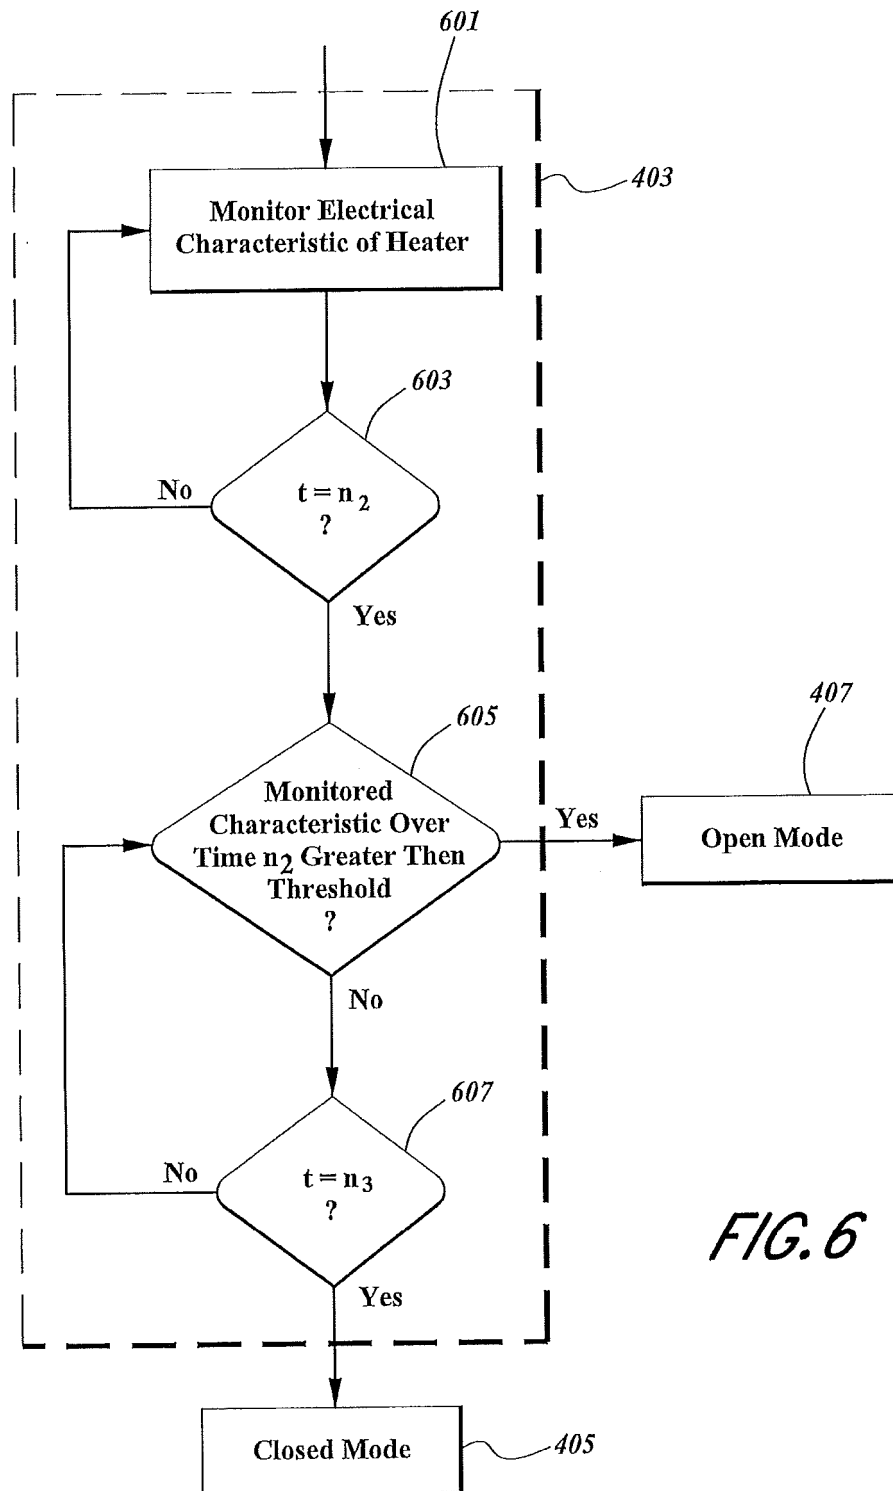 601
403
Monitor Electrical
Characteristic of Heater
603
No
t = n2
?
Yes
605
407
Monitored
Characteristic Over
Time n2 Greater Then
Threshold
?
Yes
Open Mode
No
607
No
t = n3
?
Yes
FIG. 6
Closed Mode
405